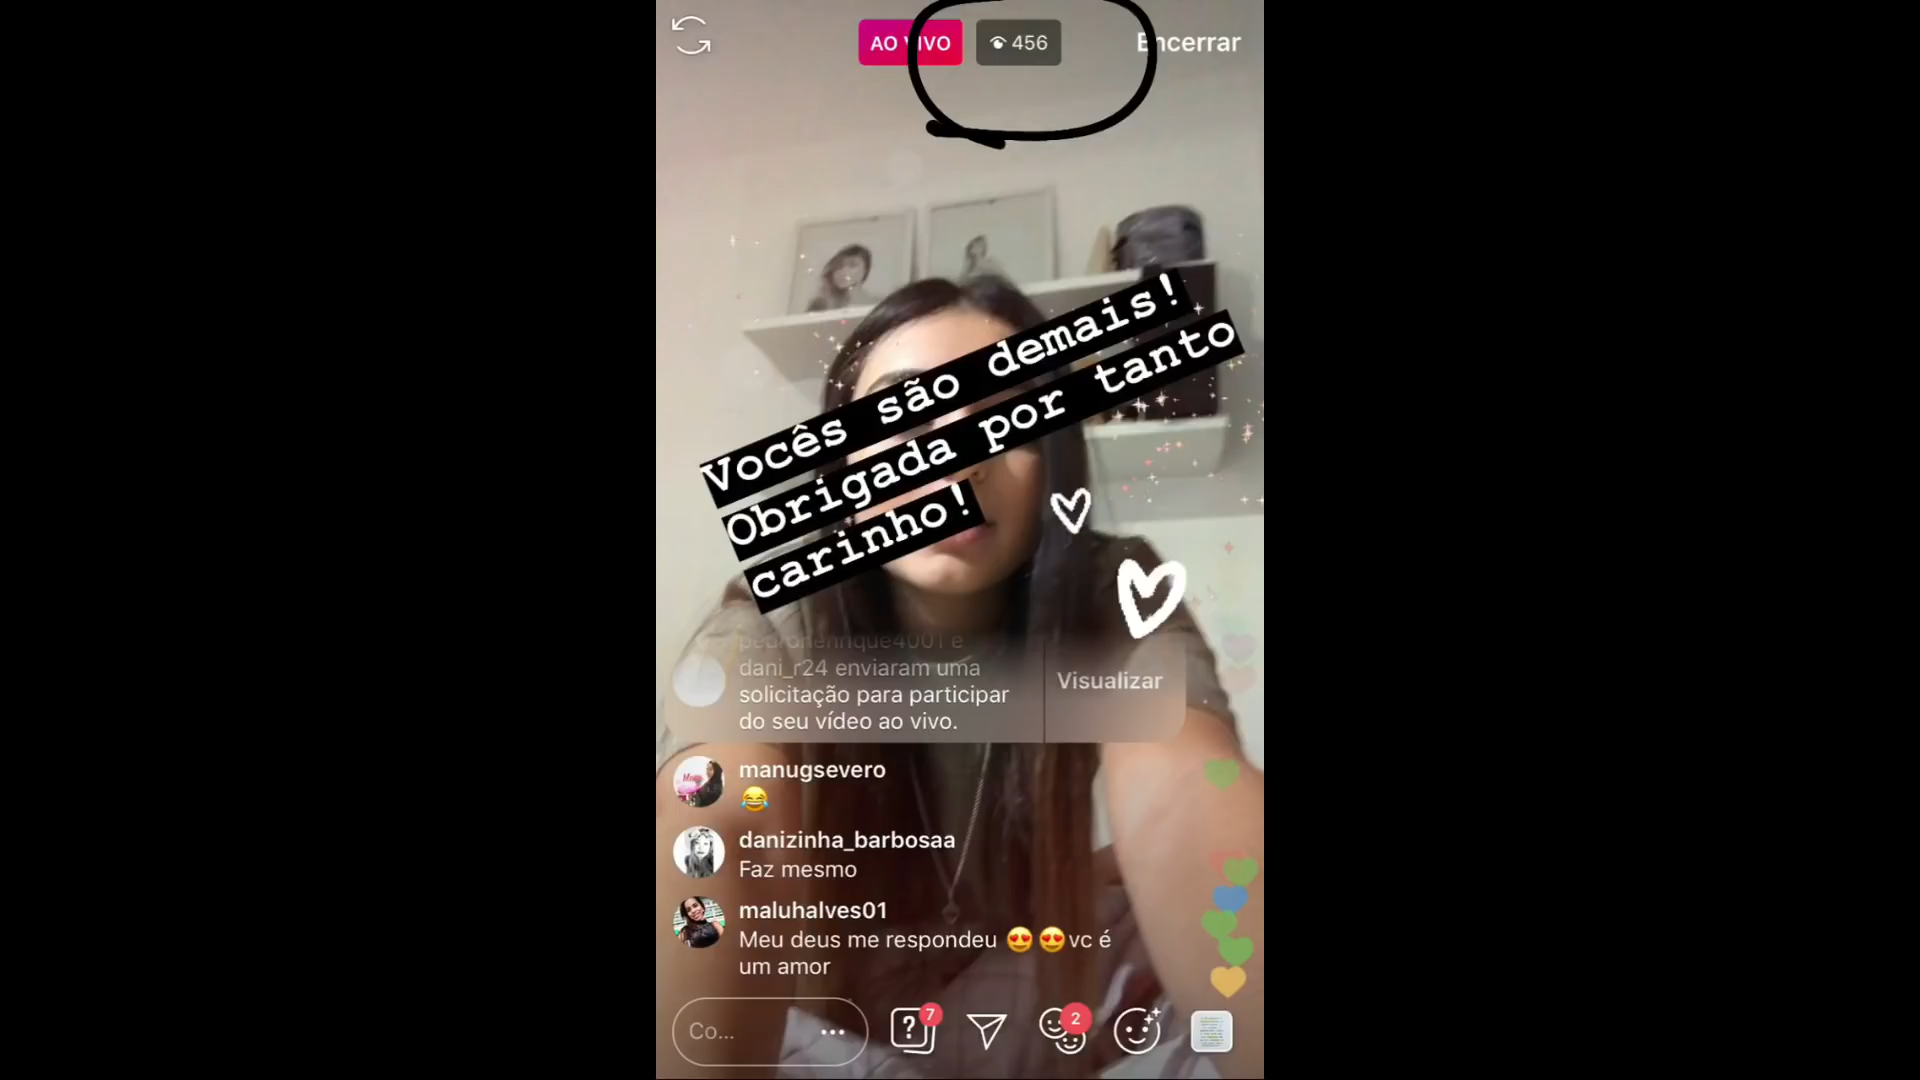 AO VIVO 456 Encerrar
Vocês são demais!
Obrigada por tanto
carinho!
pedrohenrique4001 e
dani_r24 enviaram uma
solicitação para participar
do seu vídeo ao vivo.
Visualizar
manugsevero
😂
danizinha_barbosaa
Faz mesmo
maluhalves01
Meu deus me respondeu 😍😍vc é
um amor
Co... 7 2